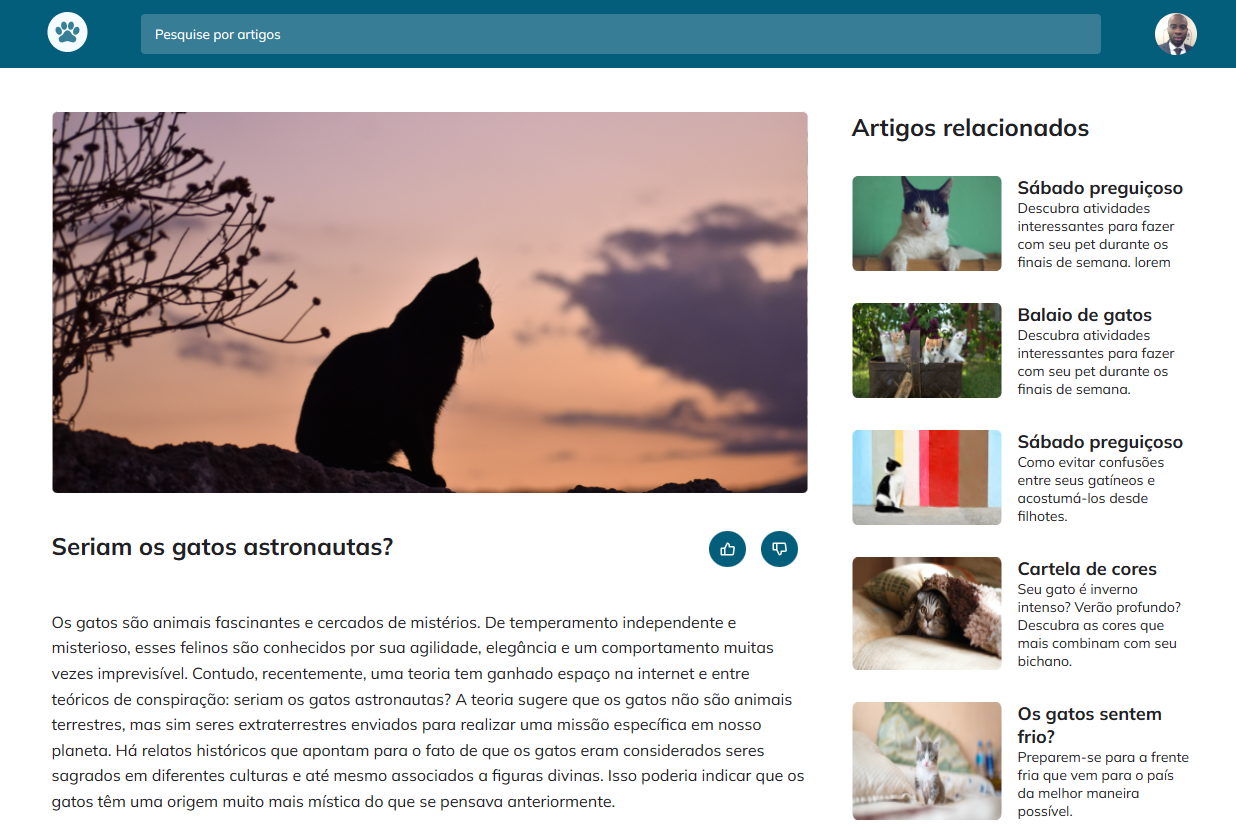 Pesquise por artigos
Seriam os gatos astronautas?
Os gatos são animais fascinantes e cercados de mistérios. De temperamento independente e
misterioso, esses felinos são conhecidos por sua agilidade, elegância e um comportamento muitas
vezes imprevisível. Contudo, recentemente, uma teoria tem ganhado espaço na internet e entre
teóricos de conspiração: seriam os gatos astronautas? A teoria sugere que os gatos não são animais
terrestres, mas sim seres extraterrestres enviados para realizar uma missão específica em nosso
planeta. Há relatos históricos que apontam para o fato de que os gatos eram considerados seres
sagrados em diferentes culturas e até mesmo associados a figuras divinas. Isso poderia indicar que os
gatos têm uma origem muito mais mística do que se pensava anteriormente.
Artigos relacionados
Sábado preguiçoso
Descubra atividades
interessantes para fazer
com seu pet durante os
finais de semana. lorem
Balaio de gatos
Descubra atividades
interessantes para fazer
com seu pet durante os
finais de semana.
Sábado preguiçoso
Como evitar confusões
entre seus gatíneos e
acostumá-los desde
filhotes.
Cartela de cores
Seu gato é inverno
intenso? Verão profundo?
Descubra as cores que
mais combinam com seu
bichano.
Os gatos sentem
frio?
Preparem-se para a frente
fria que vem para o país
da melhor maneira
possível.